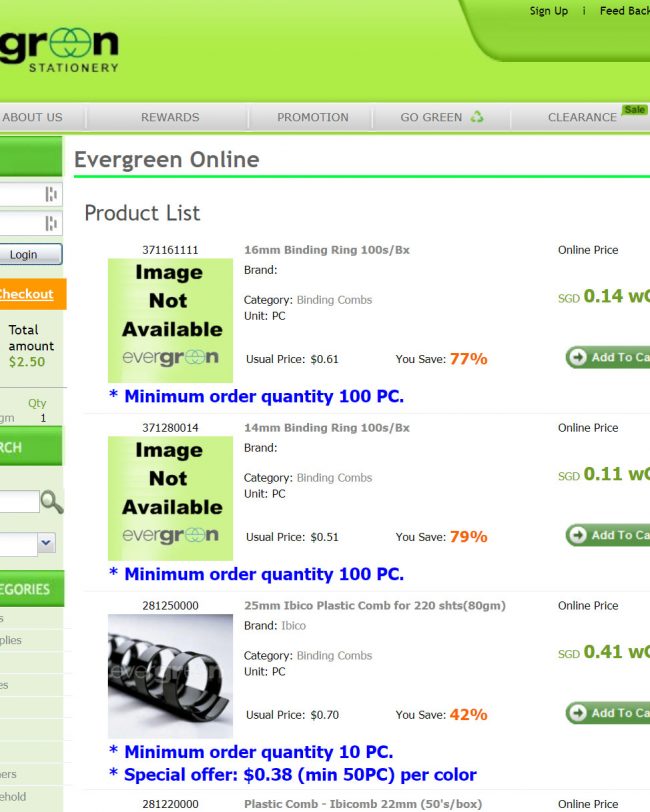 Sign Up i Feed Back
green
STATIONERY
ABOUT US REWARDS PROMOTION GO GREEN CLEARANCE Sale
Evergreen Online
Login
Checkout
Total
amount
$2.50
Qty
gm 1
RCH
EGORIES
s
plies
es
ners
ehold
Product List
371161111 16mm Binding Ring 100s/Bx Online Price
Image
Not
Available
evergreen
Brand:
Category: Binding Combs
Unit: PC
SGD 0.14 wG
Usual Price: $0.61 You Save: 77% Add To Ca
* Minimum order quantity 100 PC.
371280014 14mm Binding Ring 100s/Bx Online Price
Image
Not
Available
evergreen
Brand:
Category: Binding Combs
Unit: PC
SGD 0.11 wG
Usual Price: $0.51 You Save: 79% Add To Ca
* Minimum order quantity 100 PC.
281250000 25mm Ibico Plastic Comb for 220 shts(80gm) Online Price
evergreen
Brand: Ibico
Category: Binding Combs
Unit: PC
SGD 0.41 wG
Usual Price: $0.70 You Save: 42% Add To Ca
* Minimum order quantity 10 PC.
* Special offer: $0.38 (min 50PC) per color
281220000 Plastic Comb - Ibicomb 22mm (50's/box) Online Price